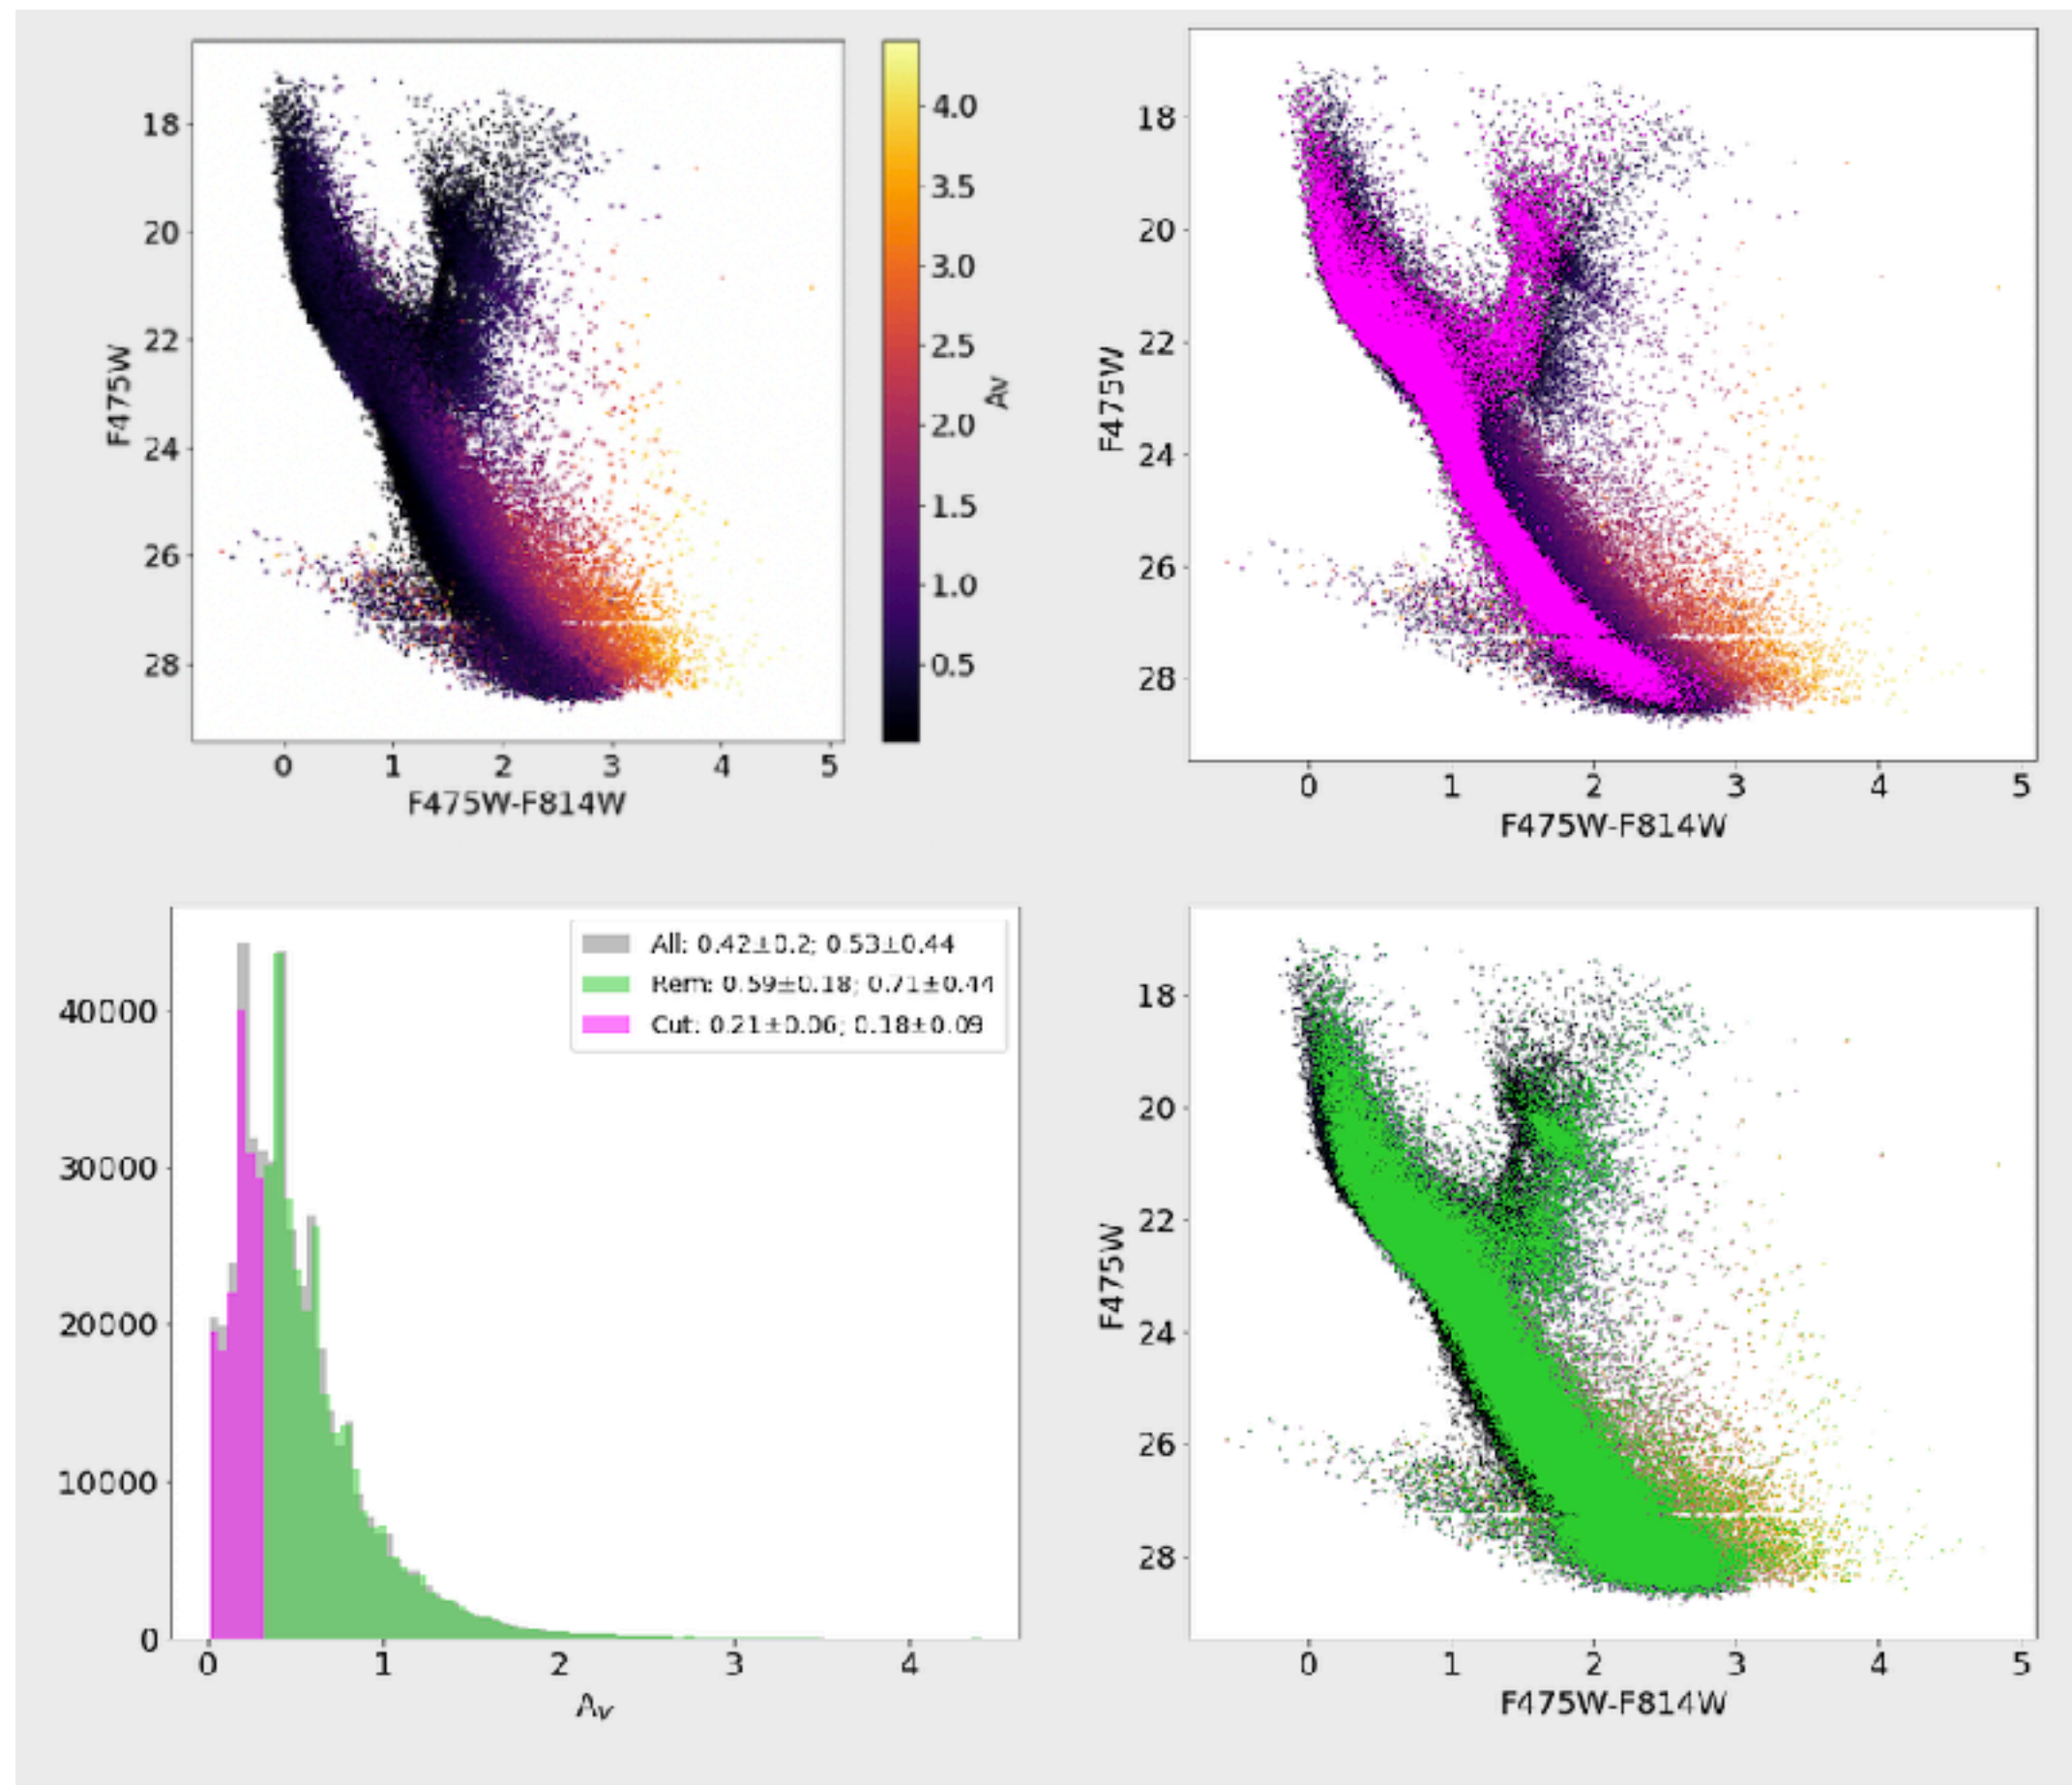 18
20
22
24
26
28
F475W
0 1 2 3 4 5
F475W-F814W
4.0
3.5
3.0
2.5
2.0
1.5
1.0
0.5
Av
18
20
22
24
26
28
F475W
0 1 2 3 4 5
F475W-F814W
40000
30000
20000
10000
0
All: 0.42±0.2; 0.53±0.44
Rem: 0.59±0.18; 0.71±0.44
Cut: 0.21±0.06; 0.18±0.09
0 1 2 3 4
Av
18
20
22
24
26
28
F475W
0 1 2 3 4 5
F475W-F814W